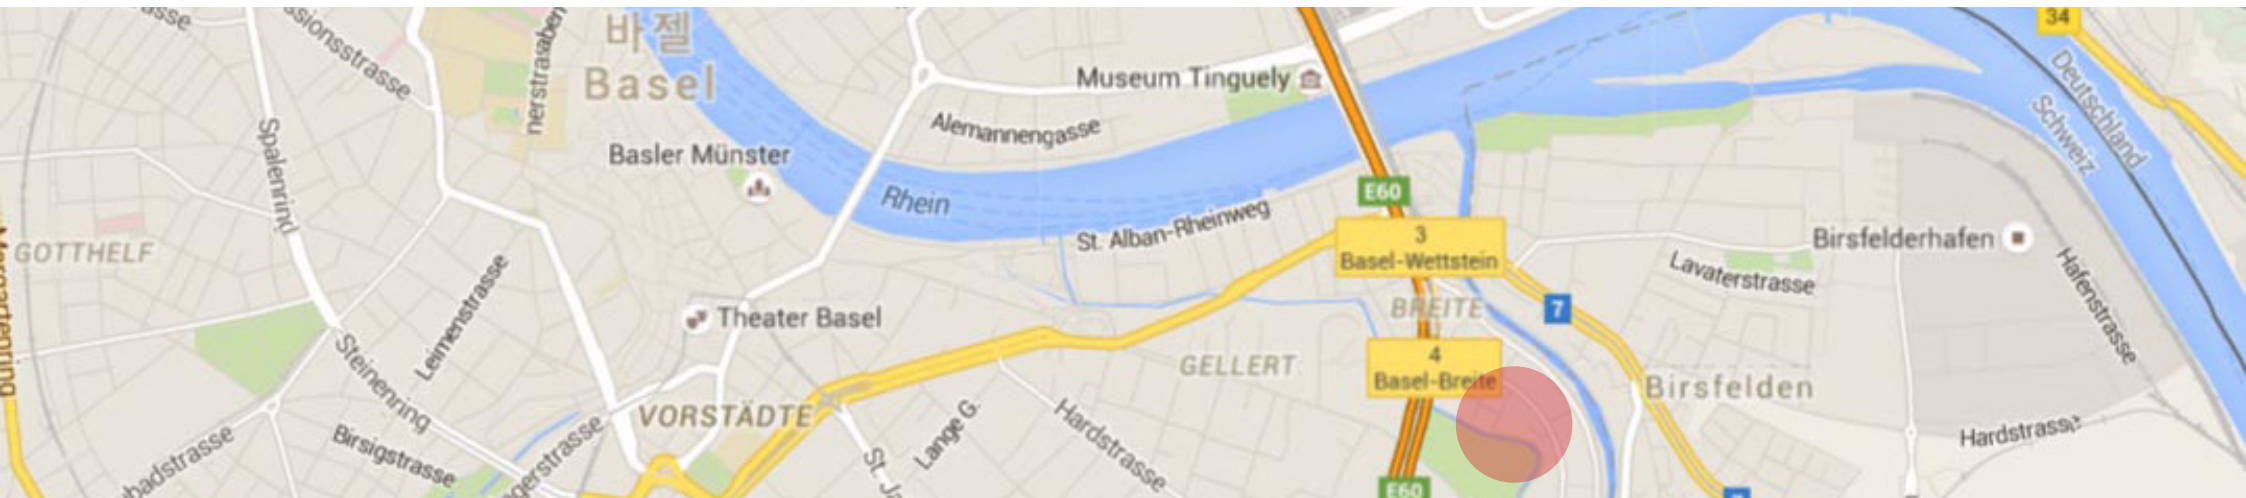 34
바젤
Basel
Museum Tinguely
Deutschland
Schweiz
Alemannengasse
Spalenring
Basler Münster
Rhein
E60
St. Alban-Rheinweg
3
Basel-Wettstein
GOTTHELF
Birsfelderhafen
Lavaterstrasse
Hafenstrasse
Leimenstrasse
Theater Basel
BREITE
7
4
Basel-Breite
GELLERT
Birsfelden
Steinenring
VORSTÄDTE
Lange G.
Hardstrasse
Birsigstrasse
St. Ja
Hardstrasse
E60